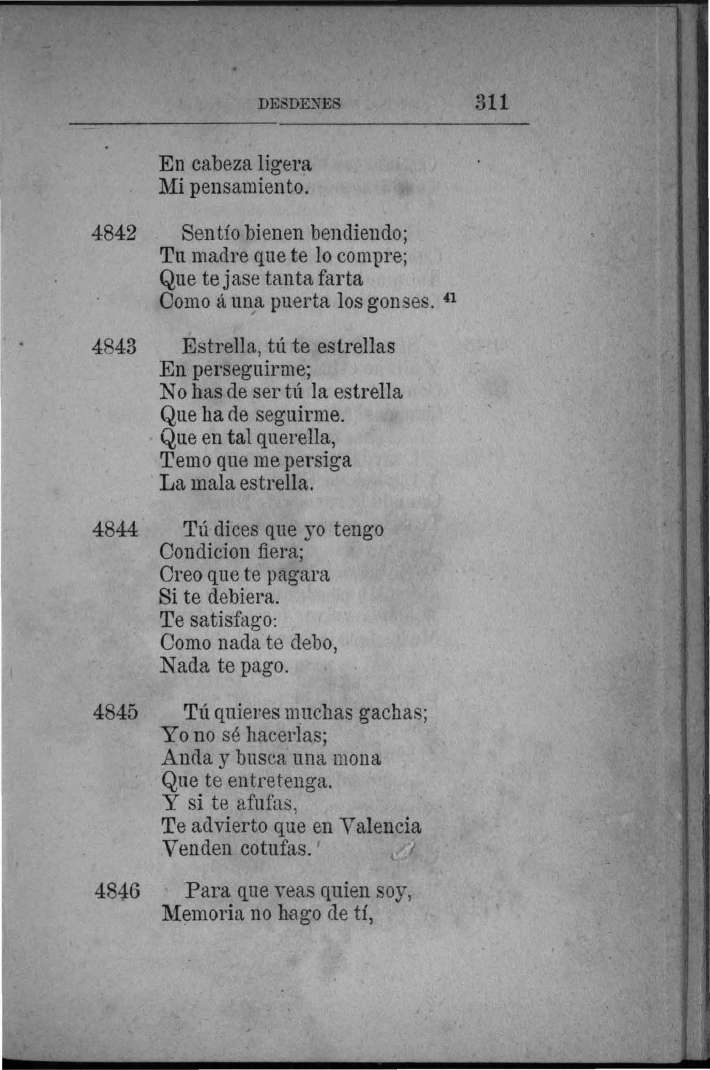 DESDENES 311
En cabeza ligera
Mi pensamiento.
4842 Sentío bienen bendiendo;
Tu madre que te lo compre;
Que te jase tanta farta
Como á una puerta los gonses. 41
4843 Estrella, tú te estrellas
En perseguirme;
No has de ser tú la estrella
Que ha de seguirme.
Que en tal querella,
Temo que me persiga
La mala estrella.
4844 Tú dices que yo tengo
Condicion fiera;
Creo que te pagara
Si te debiera.
Te satisfago:
Como nada te debo,
Nada te pago.
4845 Tú quieres muchas gachas;
Yo no sé hacerlas;
Anda y busca una mona
Que te entretenga.
Y si te afufas,
Te advierto que en Valencia
Venden cotufas.
4846 Para que veas quien soy,
Memoria no hago de tí,